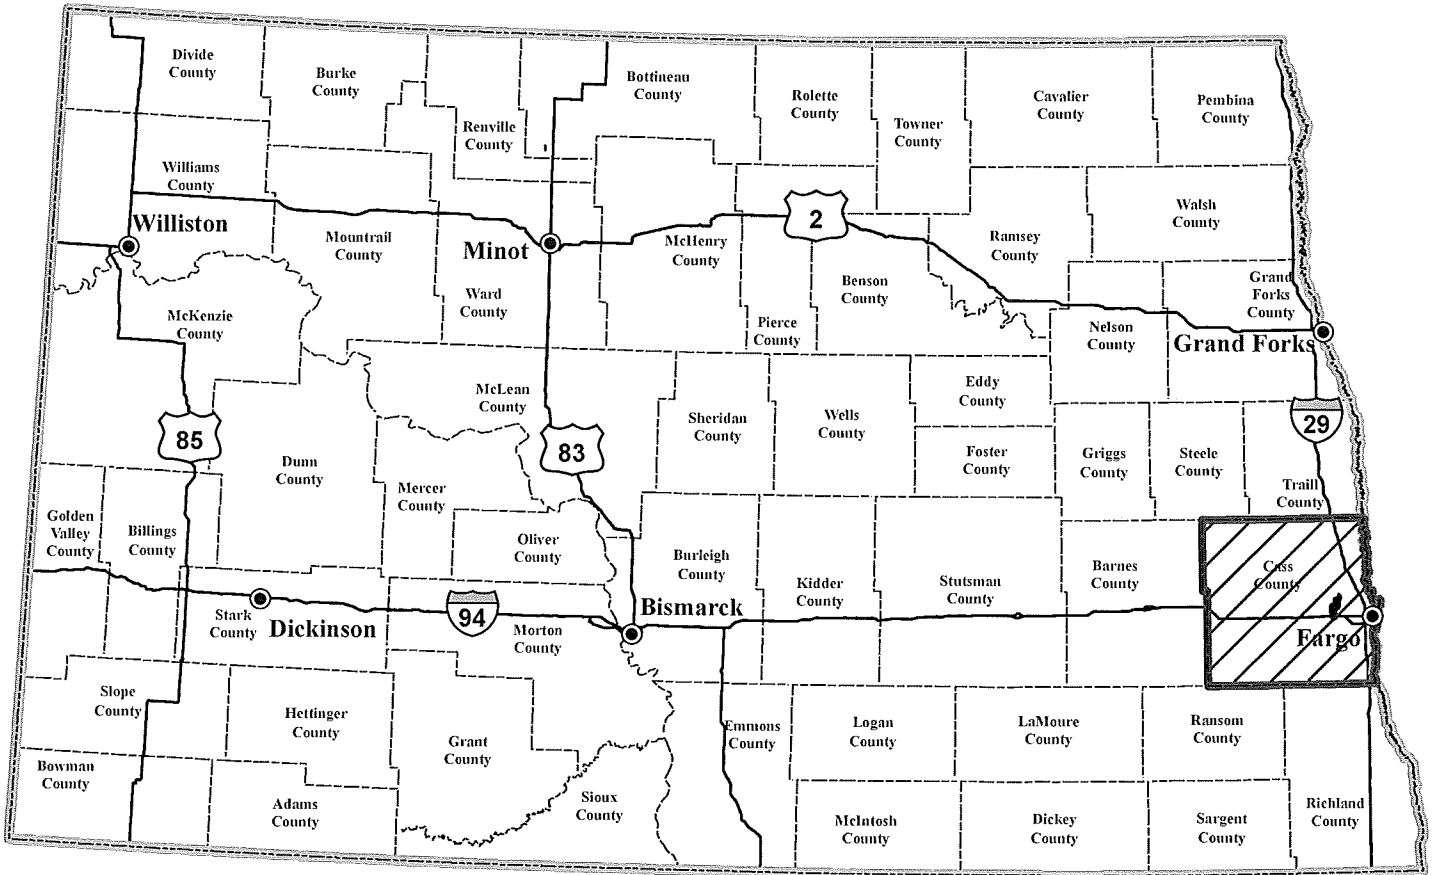 Divide
County
Burke
County
Renville
County
Bottineau
County
Rolette
County
Towner
County
Cavalier
County
Pembina
County
Williams
County
Williston
Mountrail
County
Minot
Ward
County
McHenry
County
2
Pierce
County
Benson
County
Ramsey
County
Walsh
County
Nelson
County
Grand
Forks
County
Grand Forks
McKenzie
County
85
Dunn
County
McLean
County
83
Mercer
County
Oliver
County
Sheridan
County
Wells
County
Eddy
County
Foster
County
Griggs
County
Steele
County
29
Traill
County
Golden
Valley
County
Billings
County
Stark
County
Dickinson
94
Morton
County
Bismarck
Burleigh
County
Kidder
County
Stutsman
County
Barnes
County
Cass
County
Fargo
Slope
County
Hettinger
County
Grant
County
Bowman
County
Adams
County
Sioux
County
Emmons
County
Logan
County
LaMoure
County
Ransom
County
McIntosh
County
Dickey
County
Sargent
County
Richland
County